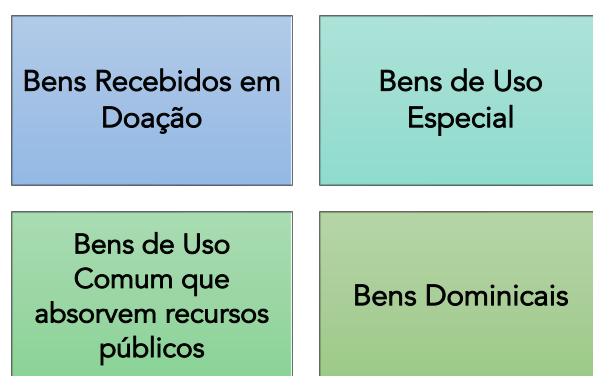 Bens Recebidos em
Doação
Bens de Uso
Especial
Bens de Uso
Comum que
absorvem recursos
públicos
Bens Dominicais